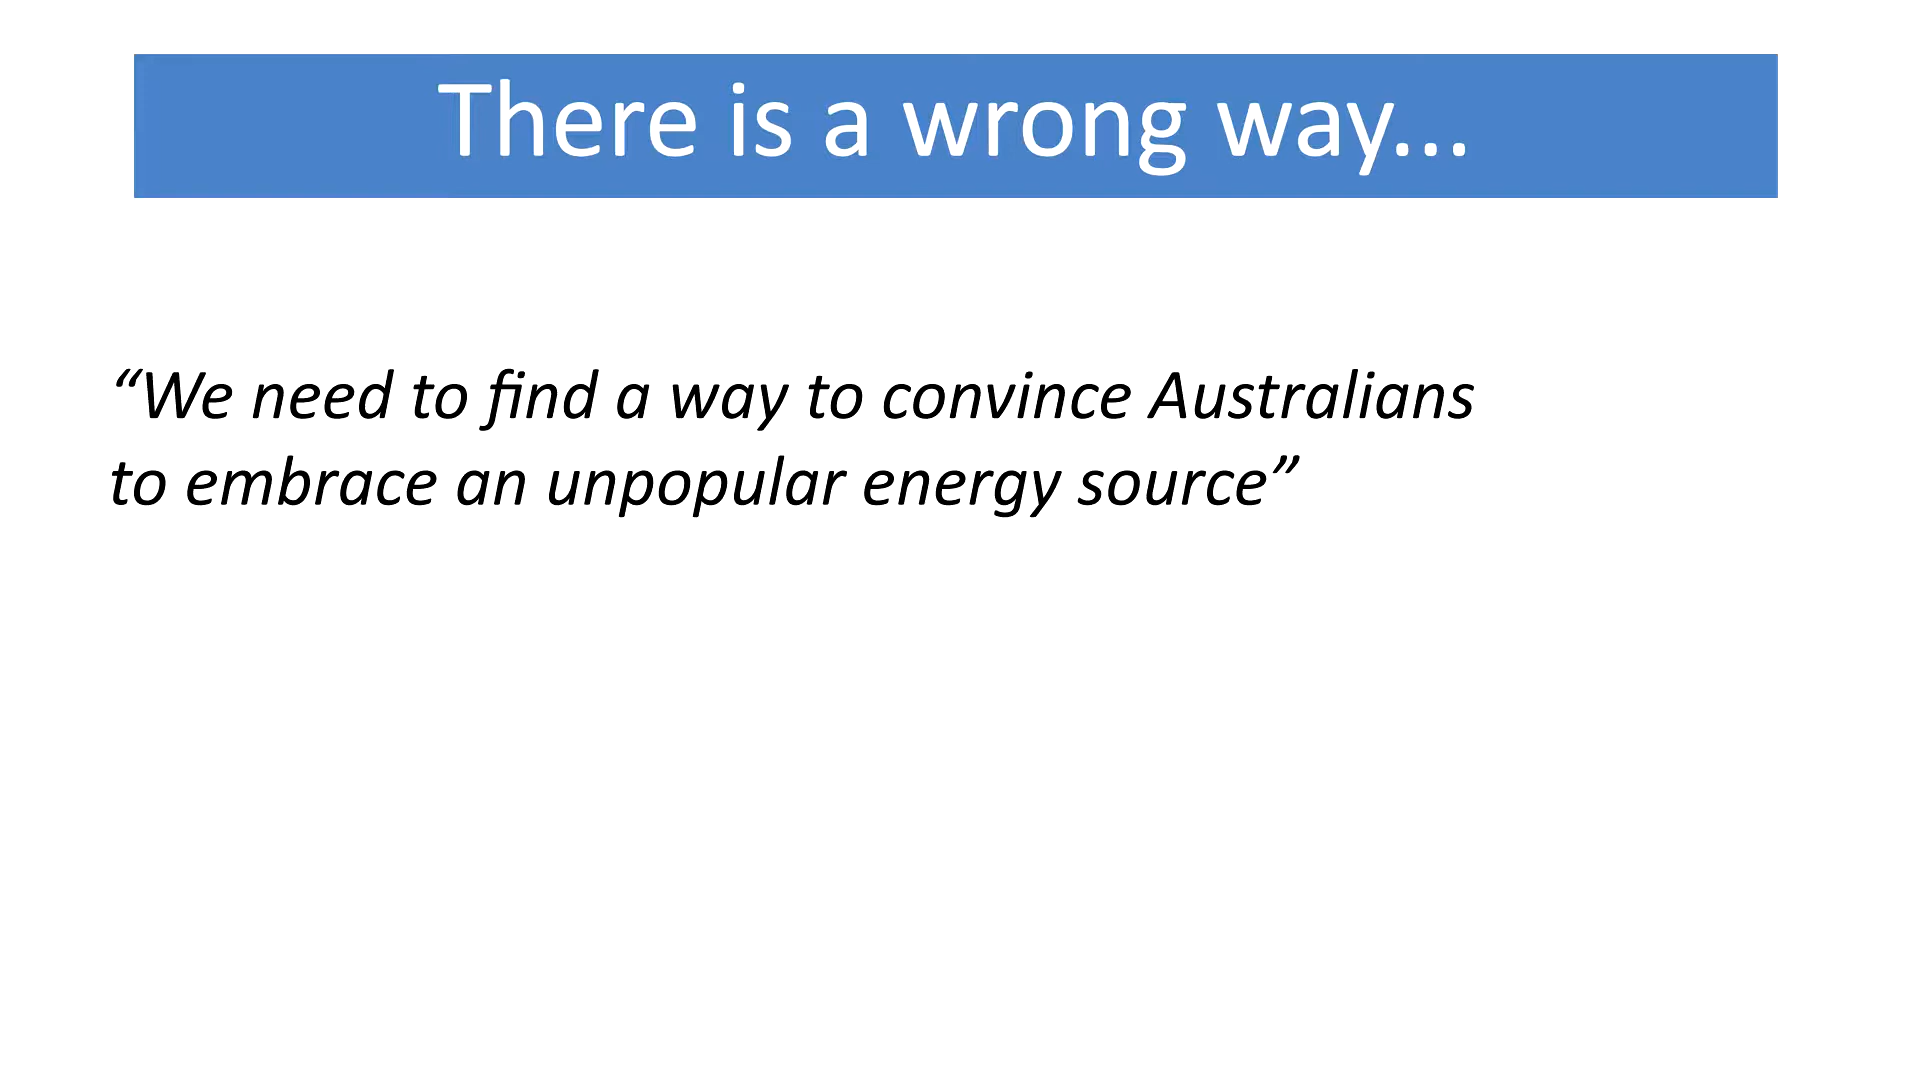 There is a wrong way...
“We need to find a way to convince Australians
to embrace an unpopular energy source”